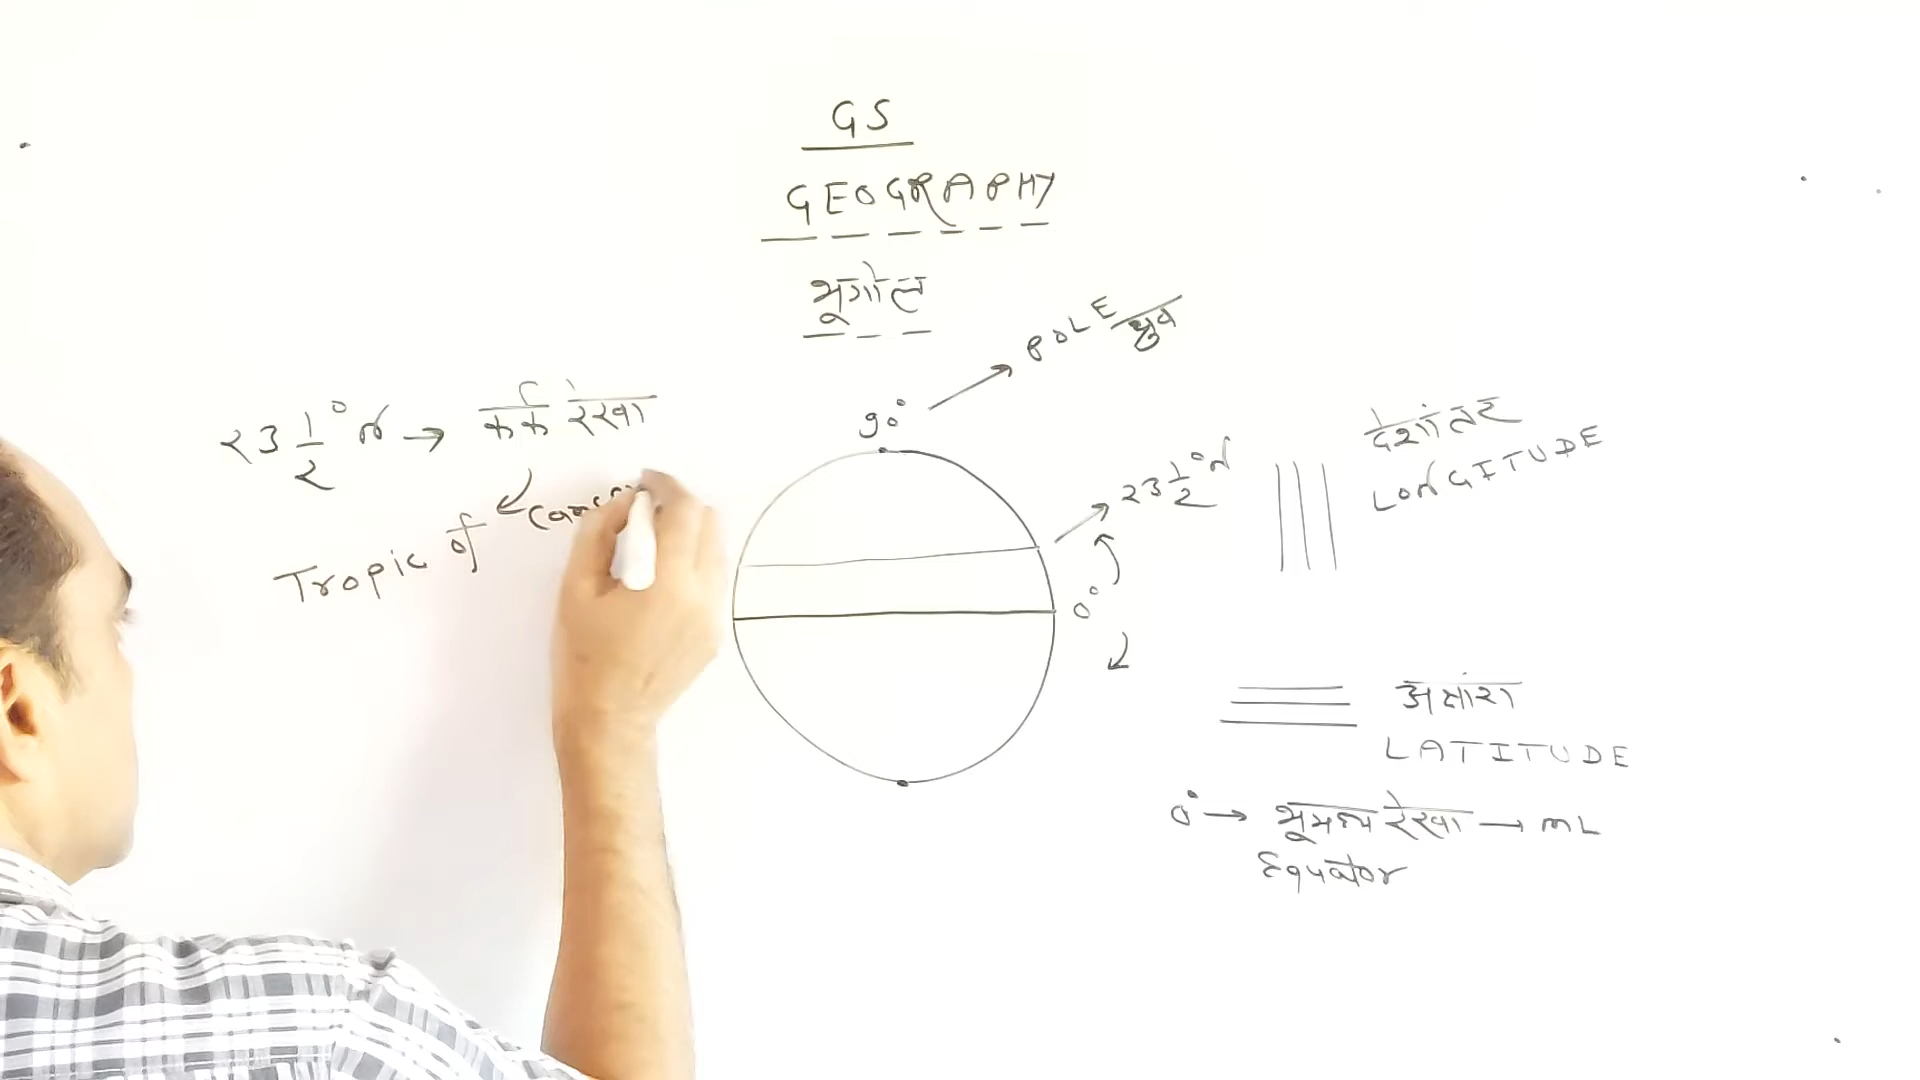 GS
GEOGRAPHY
भूगोल
POLE ध्रुव
90°
23 1/2 °N → कर्क रेखा
Tropic of
23 1/2 °N
0°
देशांतर
LONGITUDE
अक्षांश
LATITUDE
0° → भूमध्य रेखा → ML
Equator